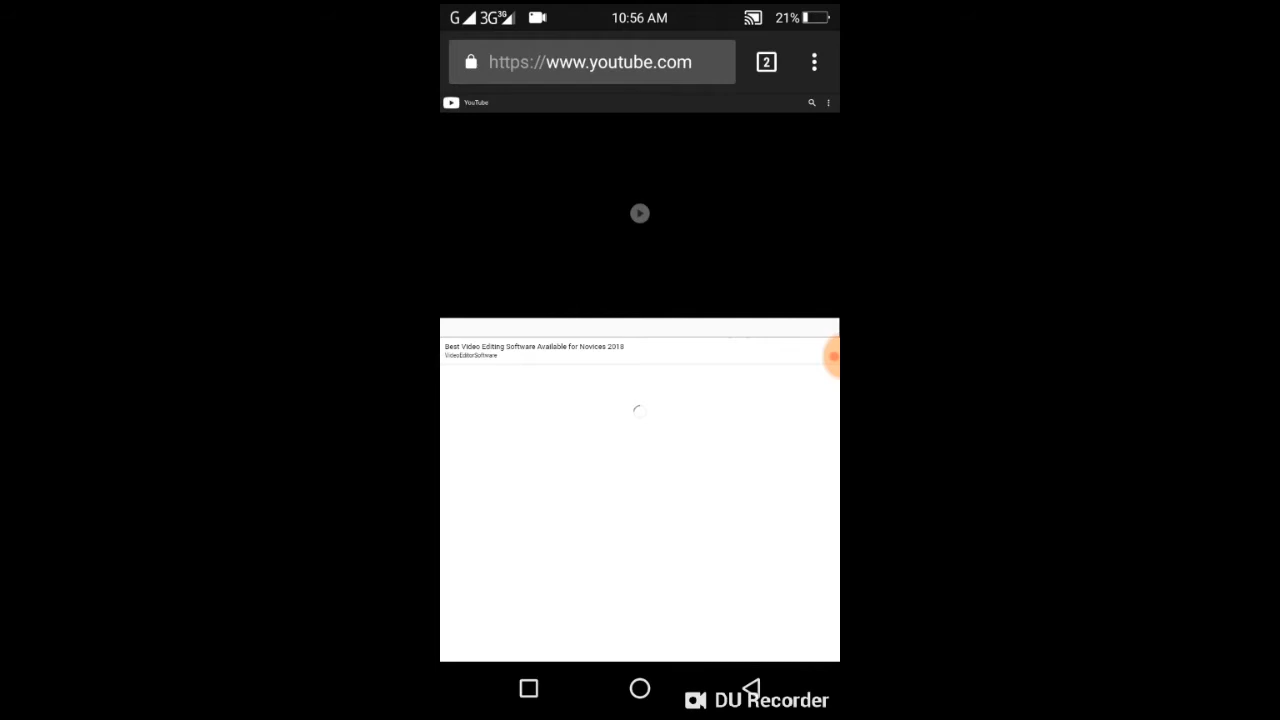 G 3G 3G 10:56 AM 21%
https://www.youtube.com 2
YouTube
Best Video Editing Software Available for Novices 2018
VideoEditorSoftware
DU Recorder